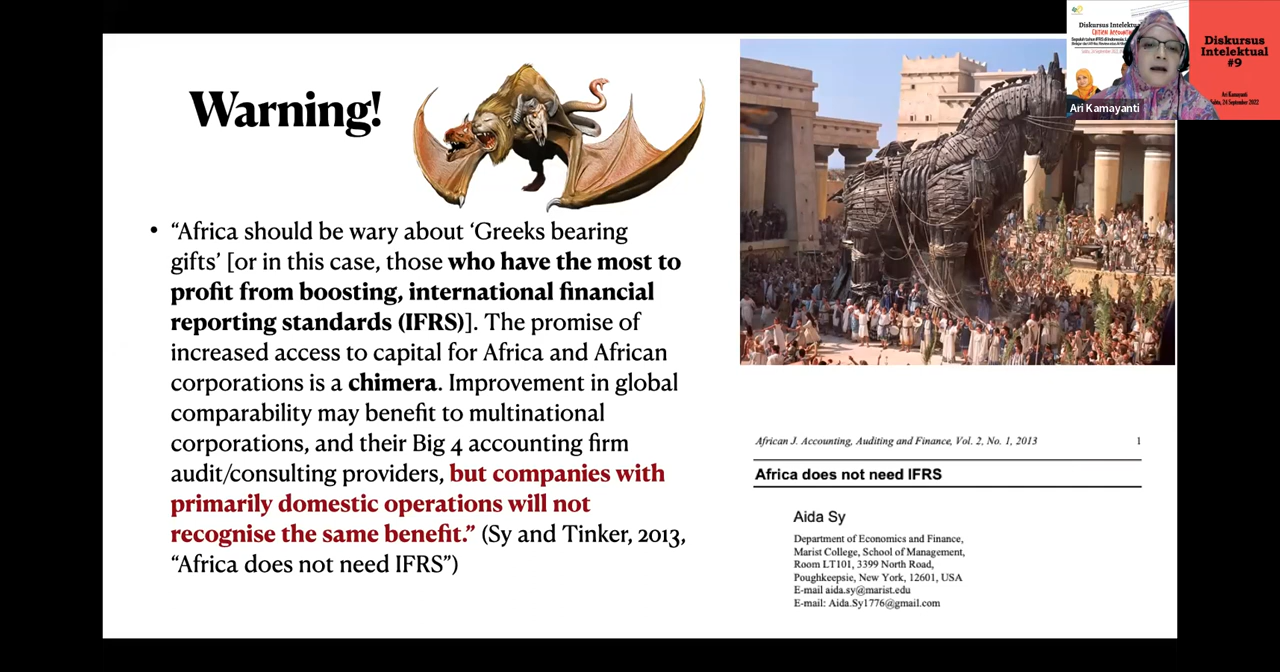 Warning!
• “Africa should be wary about ‘Greeks bearing
gifts’ [or in this case, those who have the most to
profit from boosting, international financial
reporting standards (IFRS)]. The promise of
increased access to capital for Africa and African
corporations is a chimera. Improvement in global
comparability may benefit to multinational
corporations, and their Big 4 accounting firm
audit/consulting providers, but companies with
primarily domestic operations will not
recognise the same benefit.” (Sy and Tinker, 2013,
“Africa does not need IFRS”)
African J. Accounting, Auditing and Finance, Vol. 2, No. 1, 2013 1
Africa does not need IFRS
Aida Sy
Department of Economics and Finance,
Marist College, School of Management,
Room LT101, 3399 North Road,
Poughkeepsie, New York, 12601, USA
E-mail aida.sy@marist.edu
E-mail: Aida.Sy1776@gmail.com
Diskursus Intelektu
Ari Kamayanti
Diskursus
Intelektual
#9
Ari Kamayanti
24 September 2022